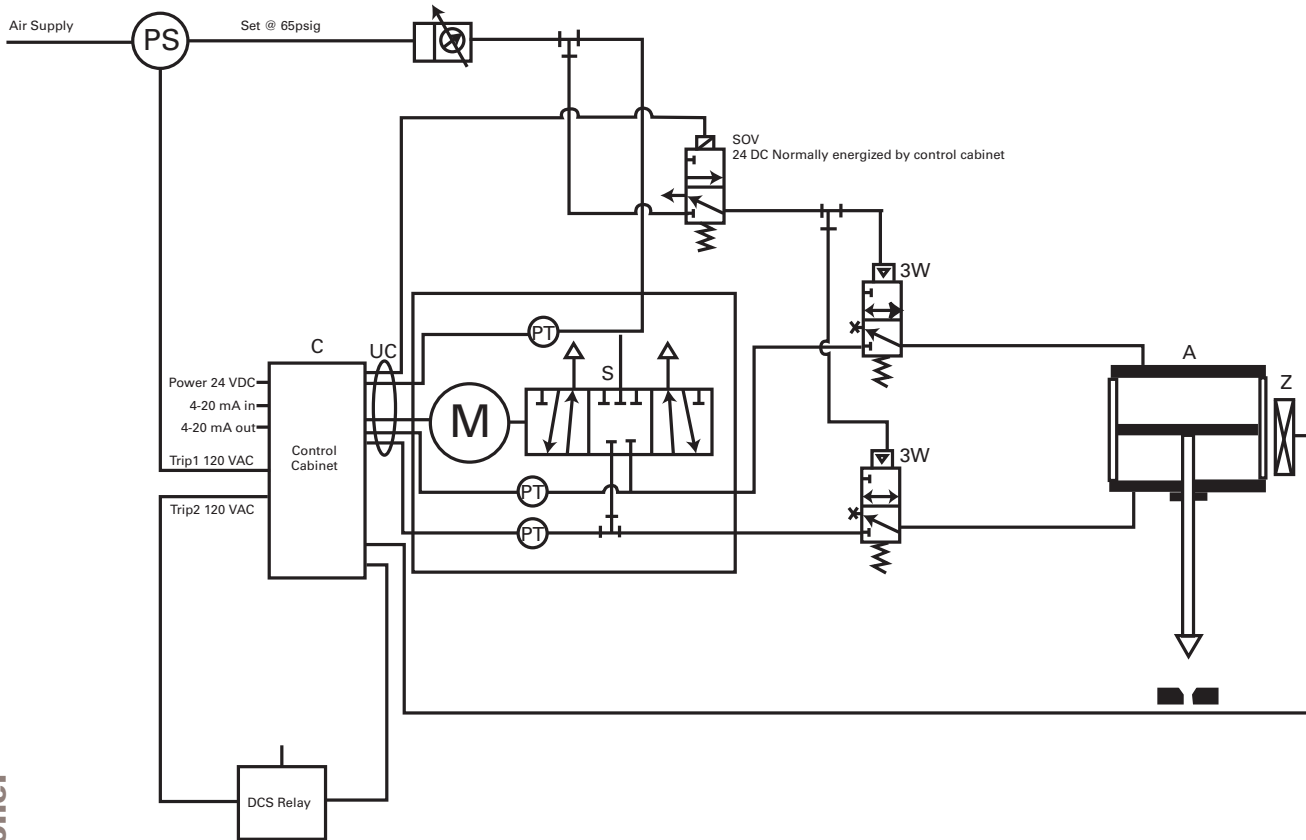 Air Supply
PS
Set @ 65psig
SOV
24 DC Normally energized by control cabinet
3W
PT
S
C
UC
A
Z
Power 24 VDC
4-20 mA in
4-20 mA out
Trip1 120 VAC
Trip2 120 VAC
Control
Cabinet
M
3W
PT
PT
DCS Relay